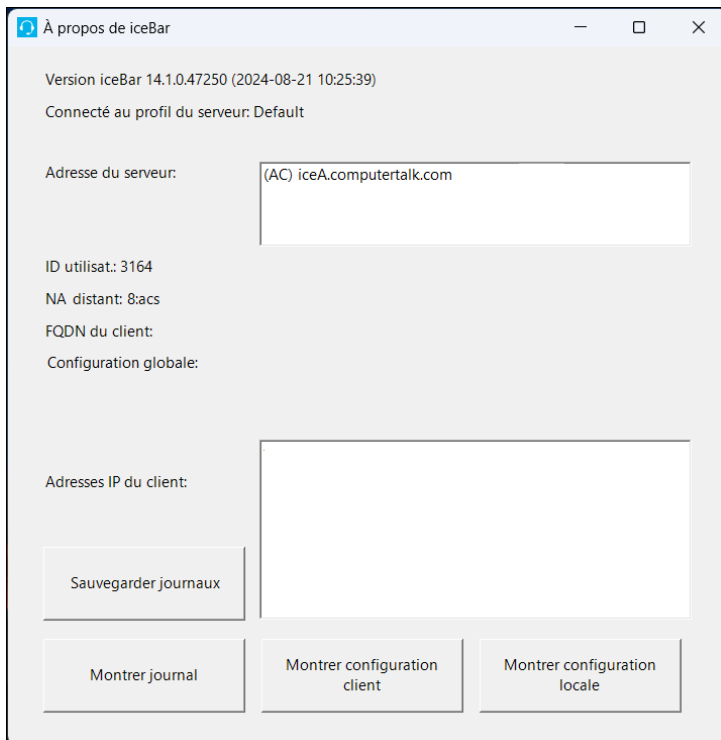 À propos de iceBar
Version iceBar 14.1.0.47250 (2024-08-21 10:25:39)
Connecté au profil du serveur: Default
Adresse du serveur:
(AC) iceA.computertalk.com
ID utilisat.: 3164
NA distant: 8:acs
FQDN du client:
Configuration globale:
Adresses IP du client:
Sauvegarder journaux
Montrer journal
Montrer configuration
client
Montrer configuration
locale